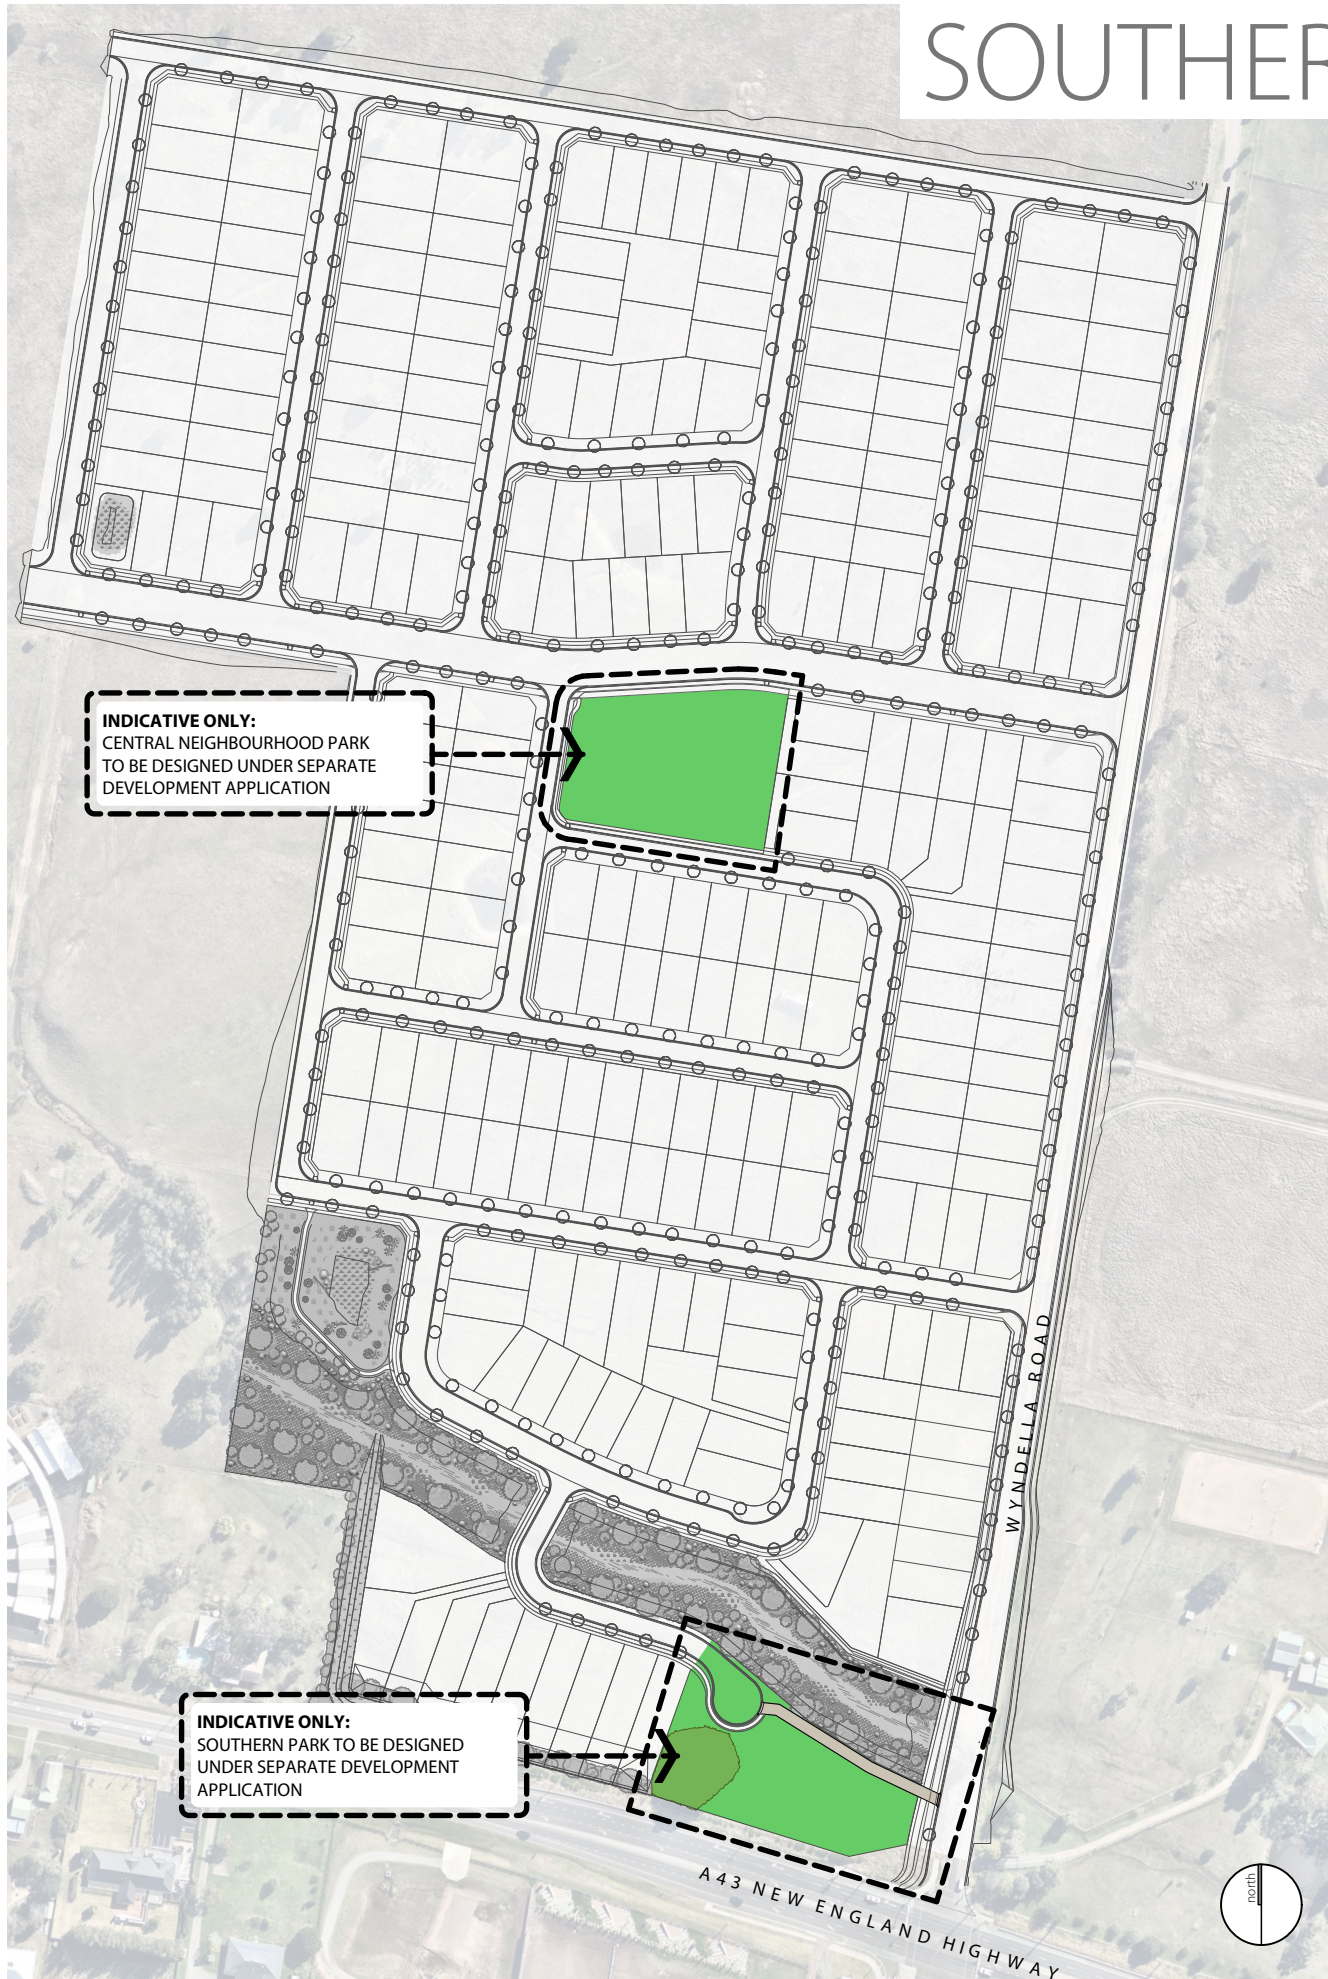 SOUTHER
INDICATIVE ONLY:
CENTRAL NEIGHBOURHOOD PARK
TO BE DESIGNED UNDER SEPARATE
DEVELOPMENT APPLICATION
WYNDELLA ROAD
INDICATIVE ONLY:
SOUTHERN PARK TO BE DESIGNED
UNDER SEPARATE DEVELOPMENT
APPLICATION
A43 NEW ENGLAND HIGHWAY
north